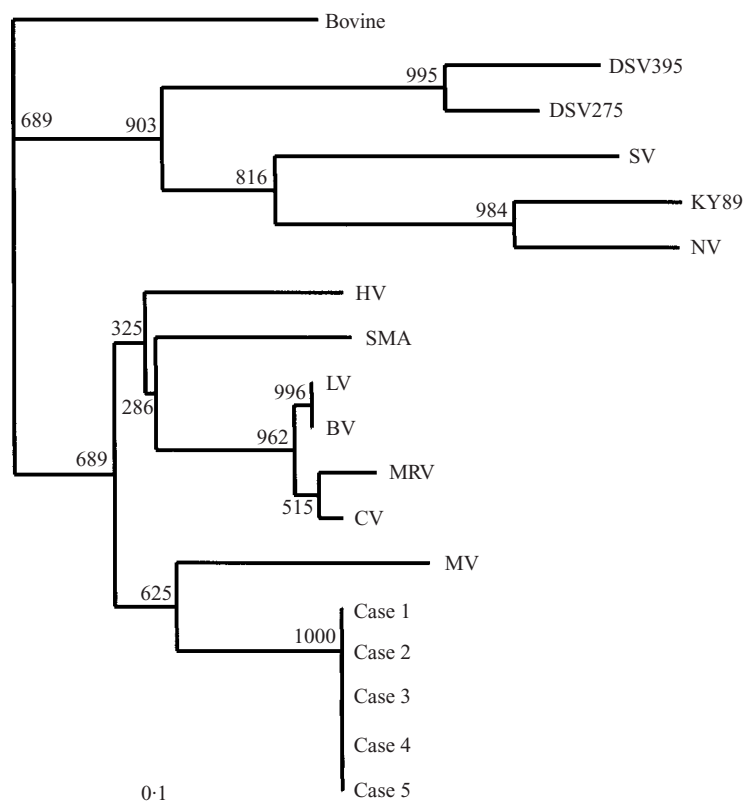 Bovine
DSV395
995
DSV275
689
903
SV
816
KY89
984
NV
HV
325
SMA
LV
996
286
BV
962
689
MRV
515
CV
MV
625
Case 1
1000
Case 2
Case 3
Case 4
0·1
Case 5